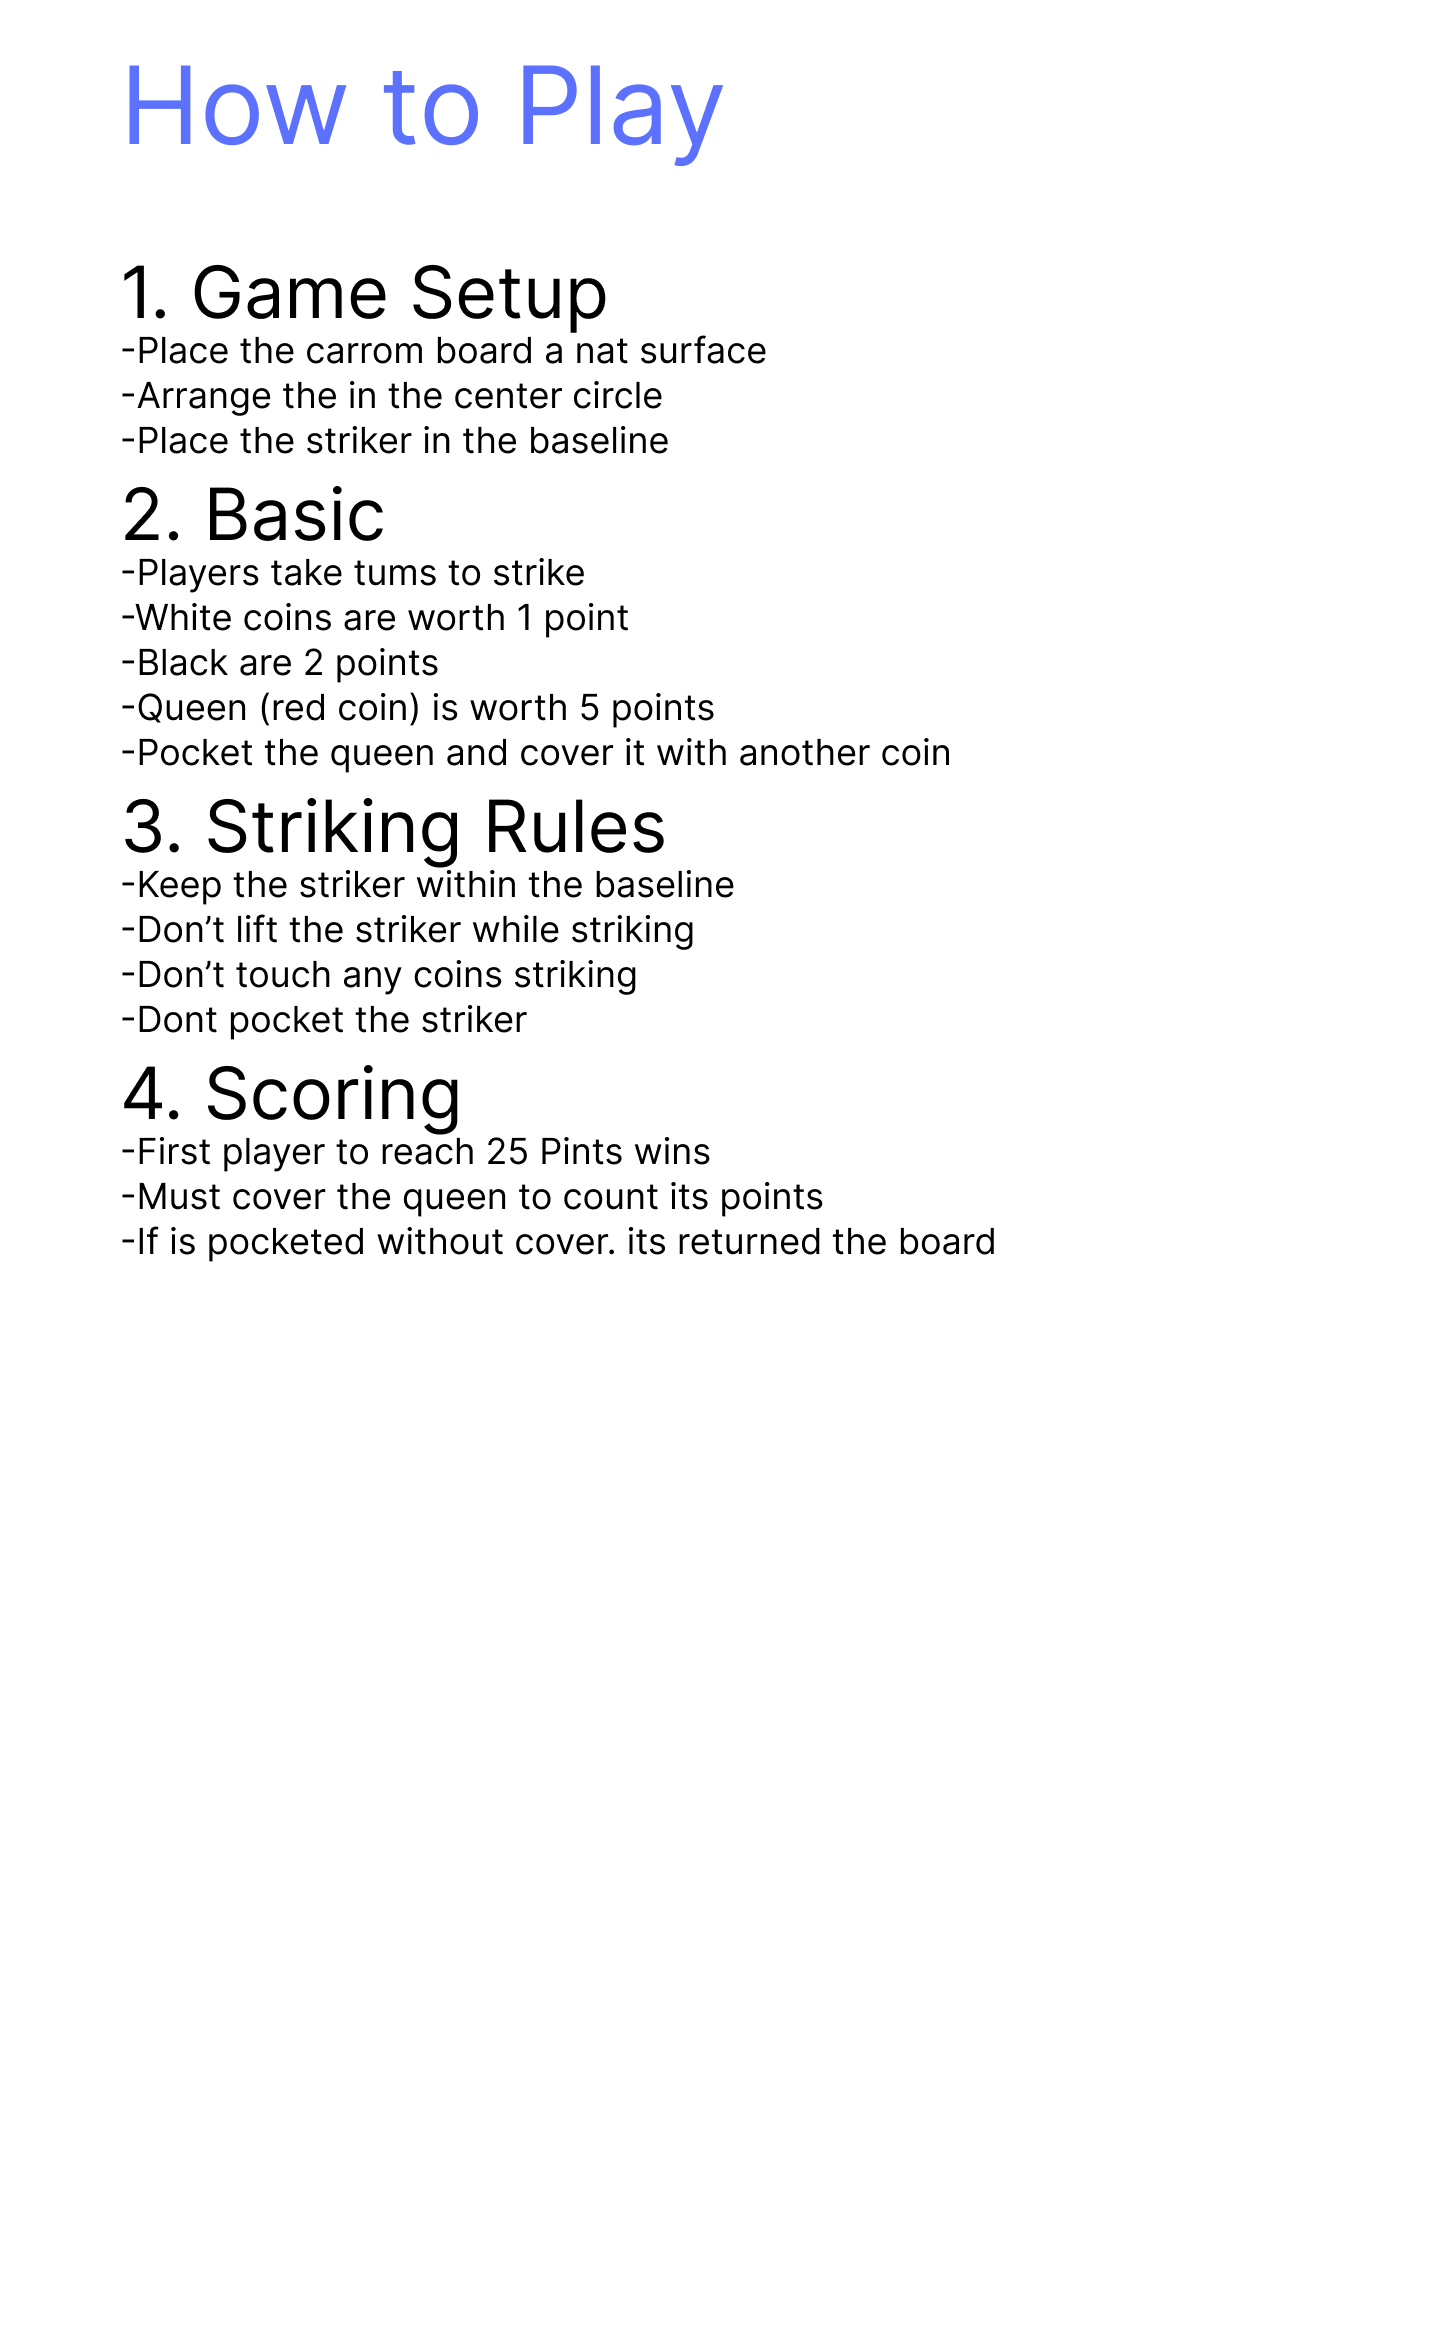 How to Play
1. Game Setup
-Place the carrom board a nat surface
-Arrange the in the center circle
-Place the striker in the baseline
2. Basic
-Players take tums to strike
-White coins are worth 1 point
-Black are 2 points
-Queen (red coin) is worth 5 points
-Pocket the queen and cover it with another coin
3. Striking Rules
-Keep the striker within the baseline
-Don’t lift the striker while striking
-Don’t touch any coins striking
-Dont pocket the striker
4. Scoring
-First player to reach 25 Pints wins
-Must cover the queen to count its points
-If is pocketed without cover. its returned the board